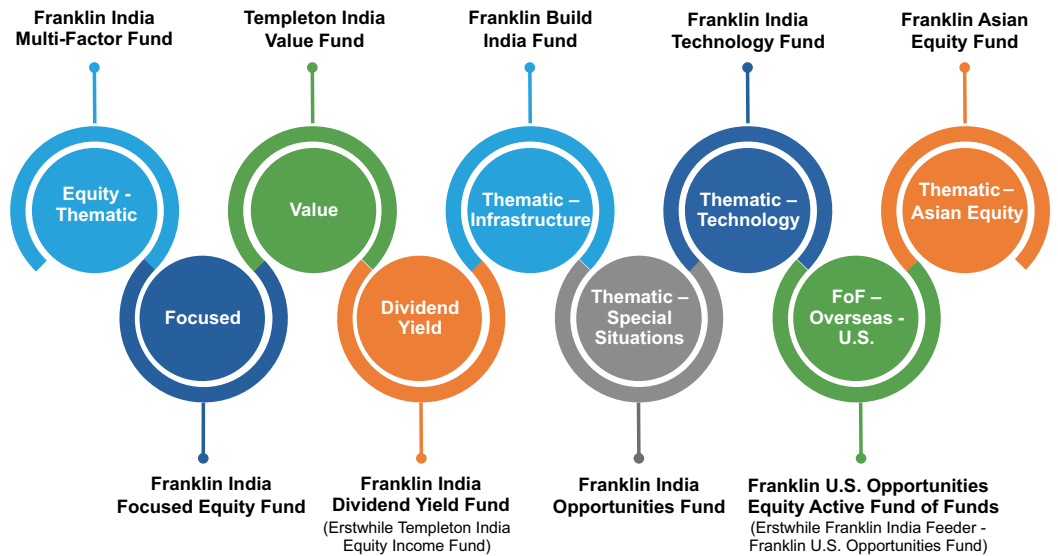 Franklin India
Multi-Factor Fund
Templeton India
Value Fund
Franklin Build
India Fund
Franklin India
Technology Fund
Franklin Asian
Equity Fund
Equity -
Thematic
Value
Thematic –
Infrastructure
Thematic –
Technology
Thematic –
Asian Equity
Focused
Dividend
Yield
Thematic –
Special
Situations
FoF –
Overseas -
U.S.
Franklin India
Focused Equity Fund
Franklin India
Dividend Yield Fund
(Erstwhile Templeton India
Equity Income Fund)
Franklin India
Opportunities Fund
Franklin U.S. Opportunities
Equity Active Fund of Funds
(Erstwhile Franklin India Feeder -
Franklin U.S. Opportunities Fund)